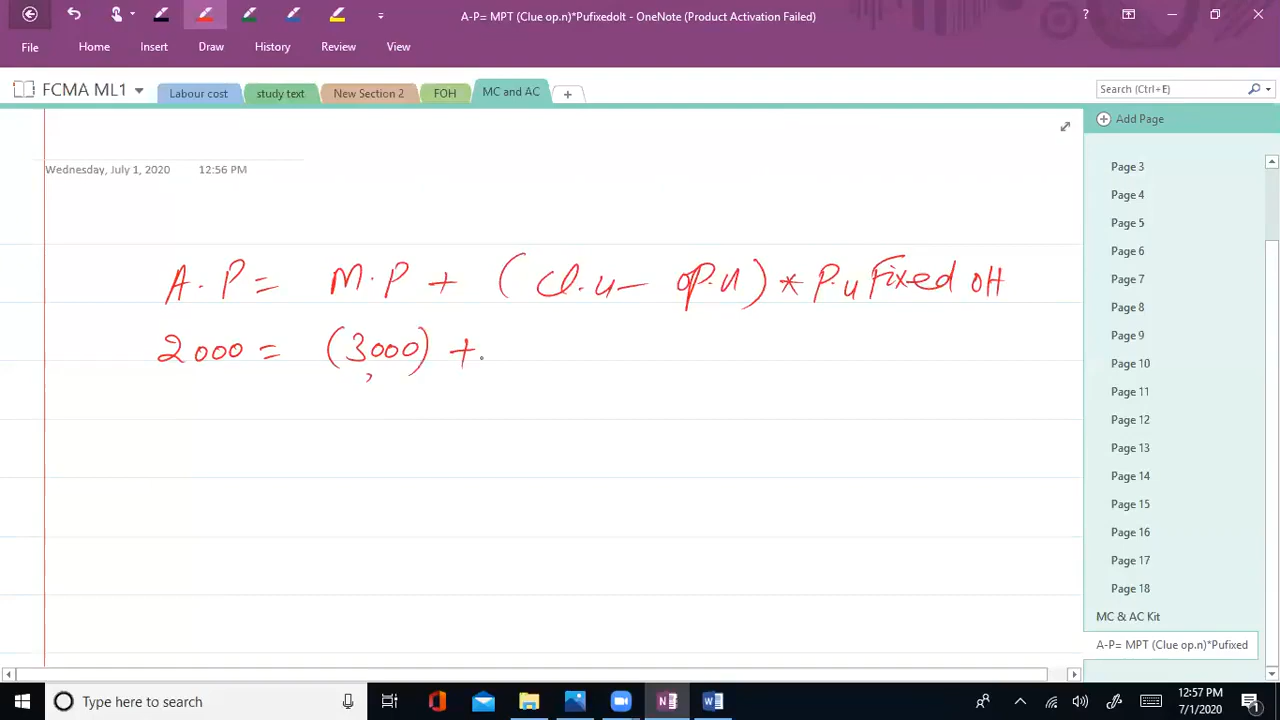 A-P= MPT (Clue op.n)*Pufixedolt - OneNote (Product Activation Failed)
File Home Insert Draw History Review View
FCMA ML1 Labour cost study text New Section 2 FOH MC and AC
Search (Ctrl+E)
Add Page
Wednesday, July 1, 2020 12:56 PM
A.P = M.P + (Cl.u - op.u) * P.u Fixed OH
2000 = (3000) +
Page 3
Page 4
Page 5
Page 6
Page 7
Page 8
Page 9
Page 10
Page 11
Page 12
Page 13
Page 14
Page 15
Page 16
Page 17
Page 18
MC & AC Kit
A-P= MPT (Clue op.n)*Pufixed
Type here to search
12:57 PM
7/1/2020
1